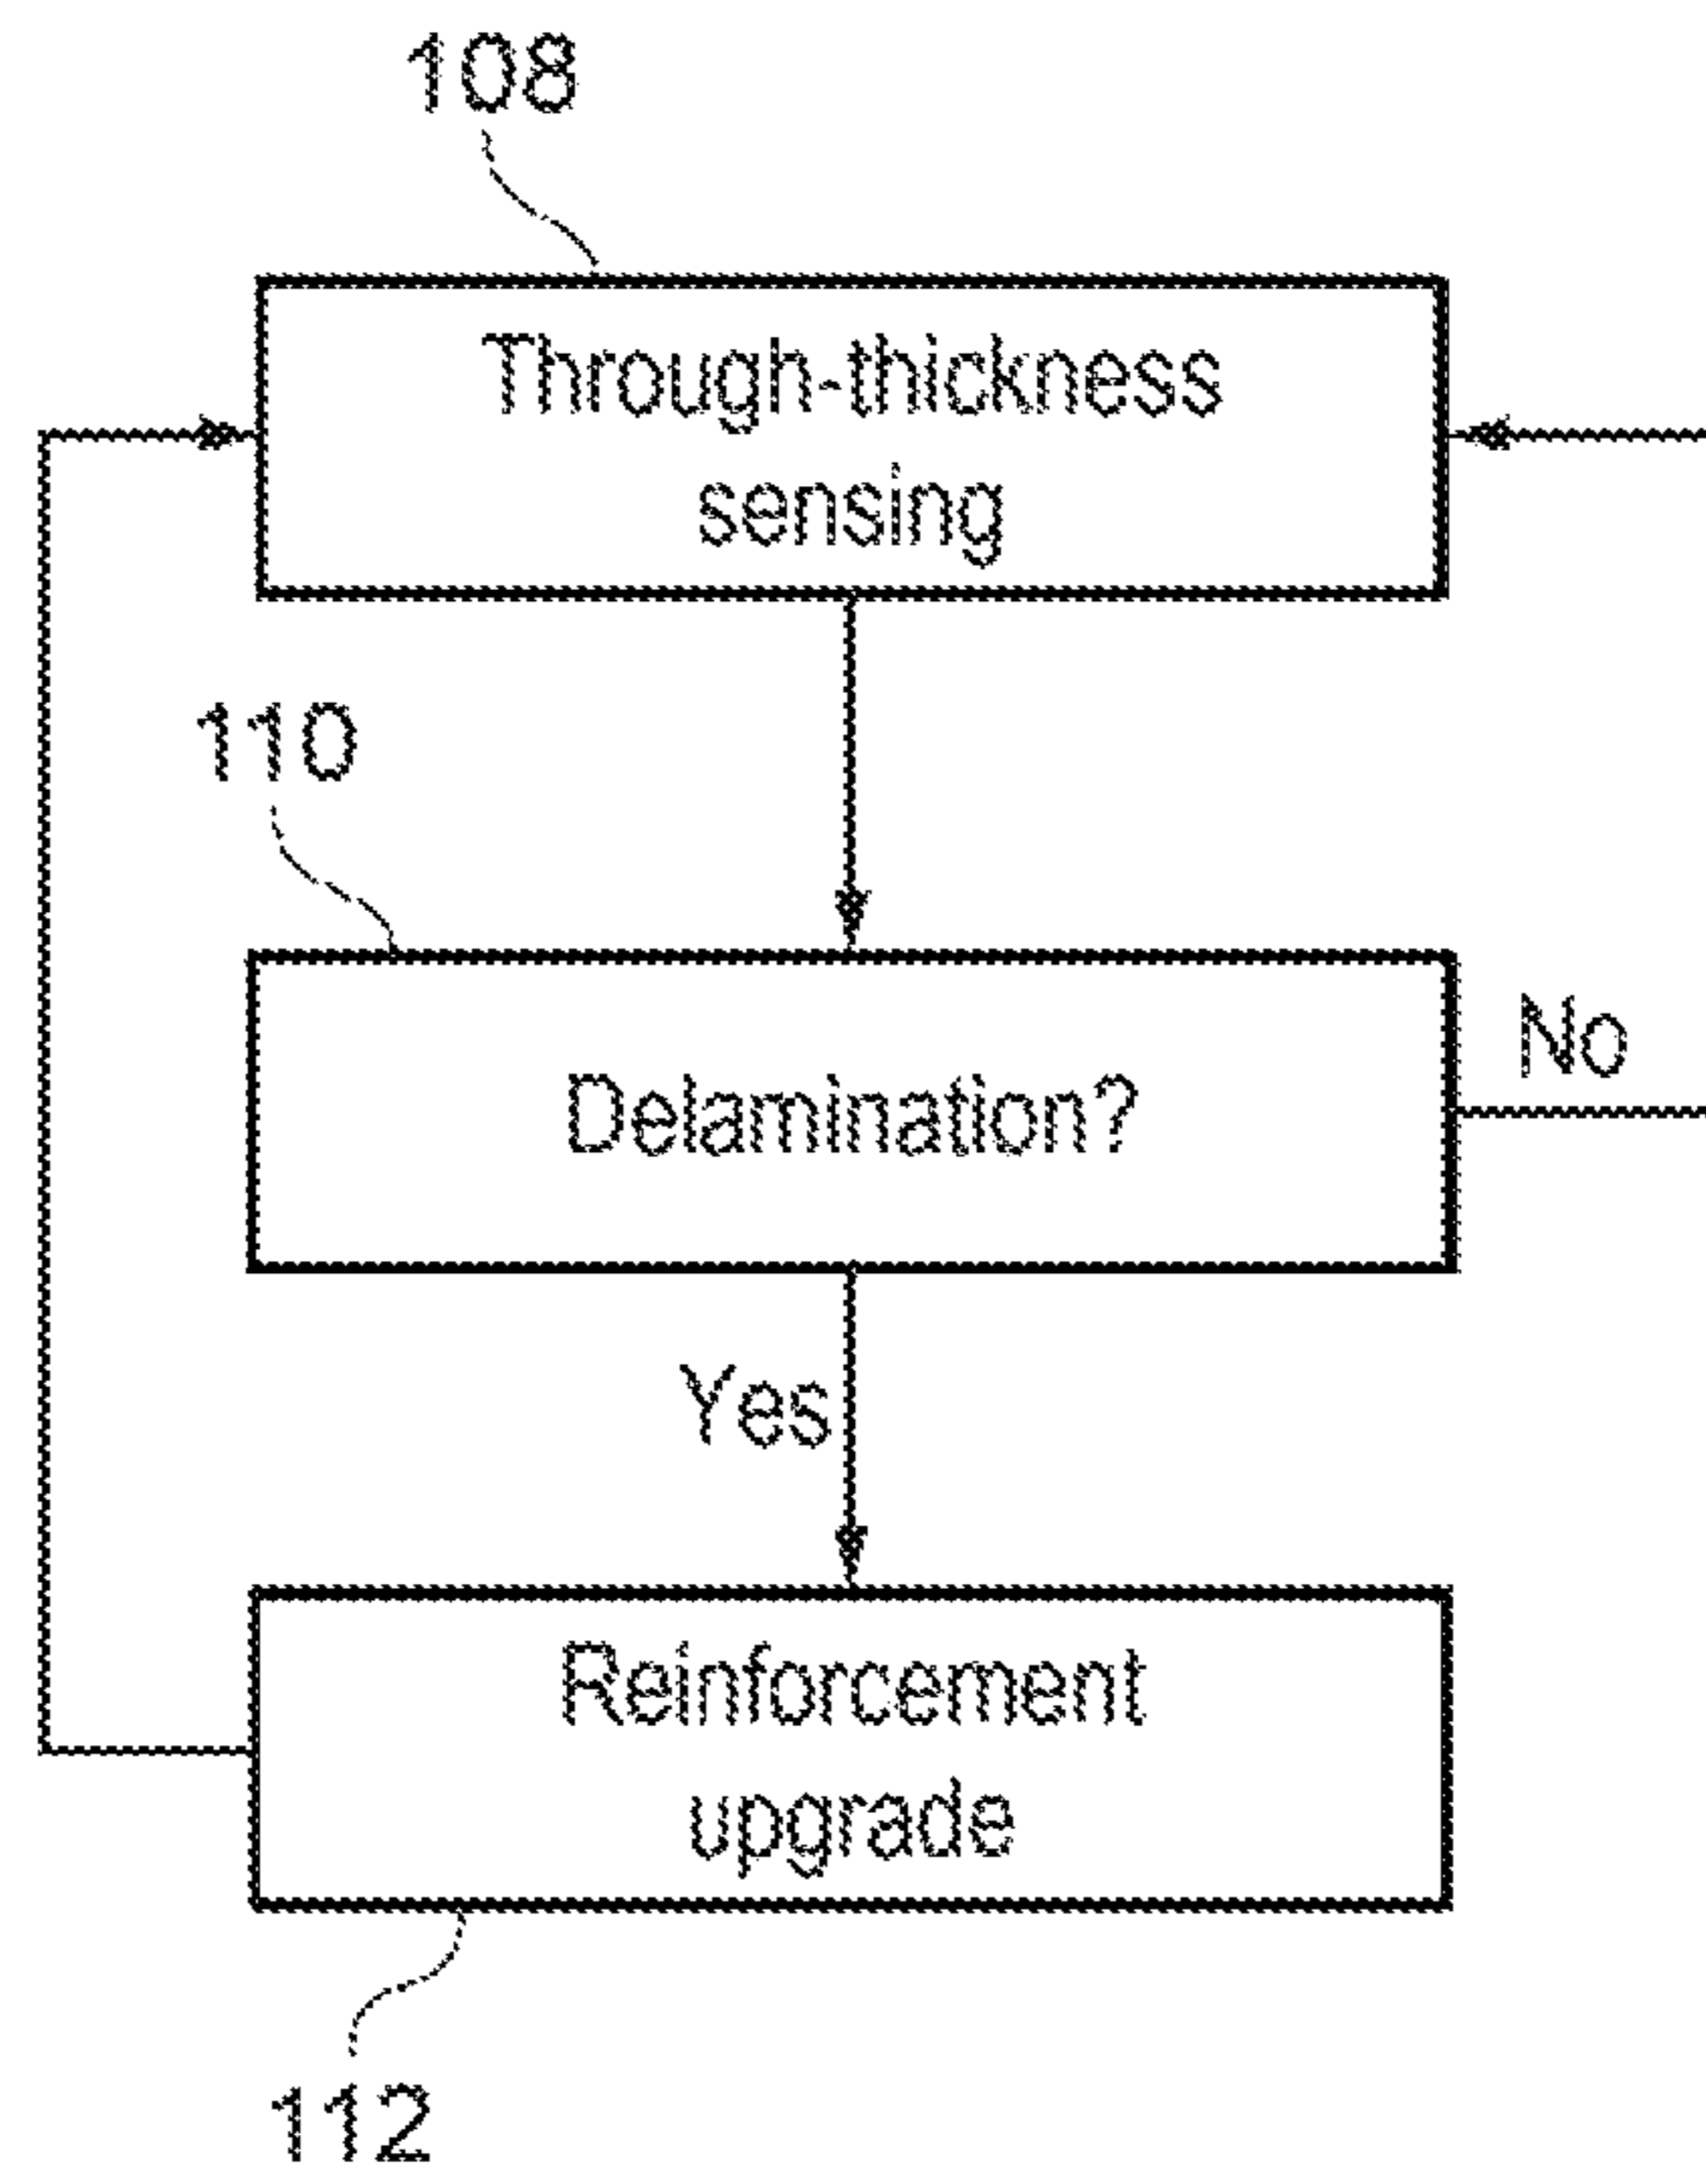 108
Through-thickness
sensing
110
Delamination?
No
Yes
Reinforcement
upgrade
112